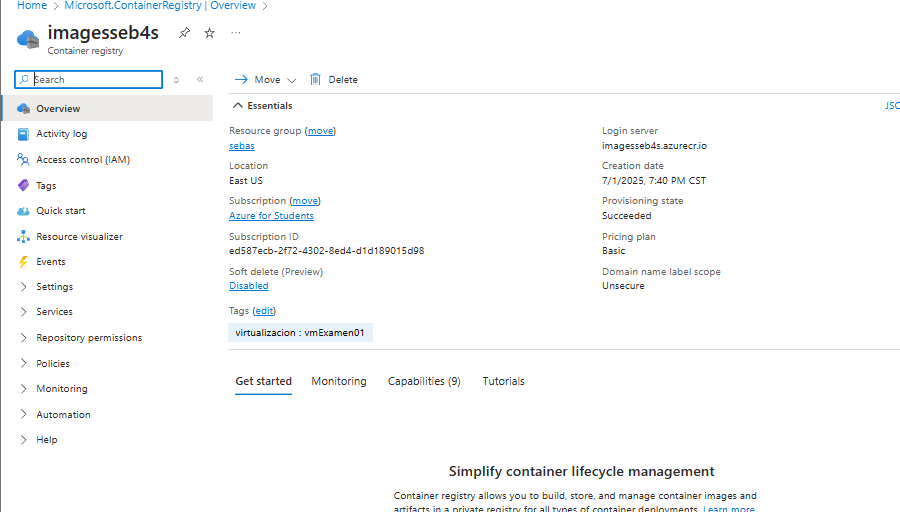 Home > Microsoft.ContainerRegistry | Overview >
imagesseb4s
Container registry
Search
Move
Delete
Overview
Activity log
Access control (IAM)
Tags
Quick start
Resource visualizer
Events
Settings
Services
Repository permissions
Policies
Monitoring
Automation
Help
Essentials
JSO
Resource group (move)
sebas
Location
East US
Subscription (move)
Azure for Students
Subscription ID
ed587ecb-2f72-4302-8ed4-d1d189015d98
Soft delete (Preview)
Disabled
Login server
imagesseb4s.azurecr.io
Creation date
7/1/2025, 7:40 PM CST
Provisioning state
Succeeded
Pricing plan
Basic
Domain name label scope
Unsecure
Tags (edit)
virtualizacion : vmExamen01
Get started
Monitoring
Capabilities (9)
Tutorials
Simplify container lifecycle management
Container registry allows you to build, store, and manage container images and
artifacts in a private registry for all types of container deployments. Learn more